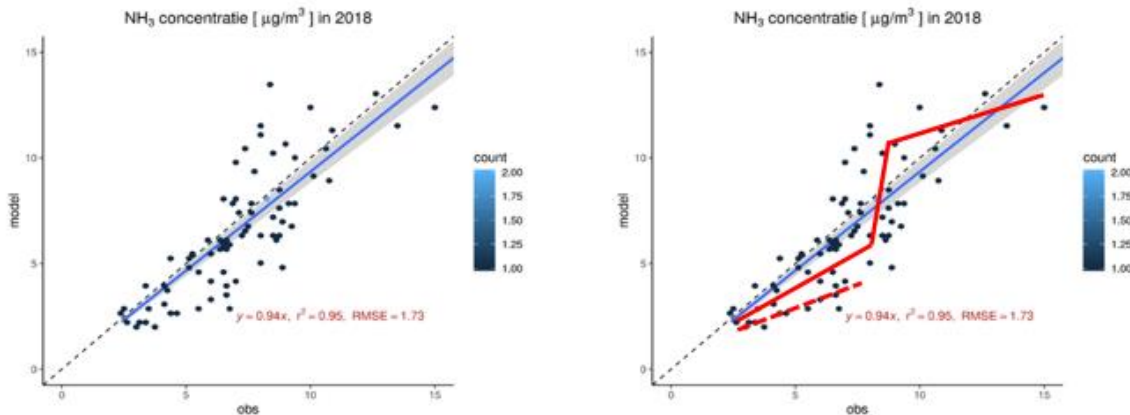 NH₃ concentratie [ μg/m³ ] in 2018
15
10
5
0
model
0 5 10 15
obs
count
2.00
1.75
1.50
1.25
1.00
y = 0.94x, r² = 0.95, RMSE = 1.73
NH₃ concentratie [ μg/m³ ] in 2018
15
10
5
0
model
0 5 10 15
obs
count
2.00
1.75
1.50
1.25
1.00
y = 0.94x, r² = 0.95, RMSE = 1.73